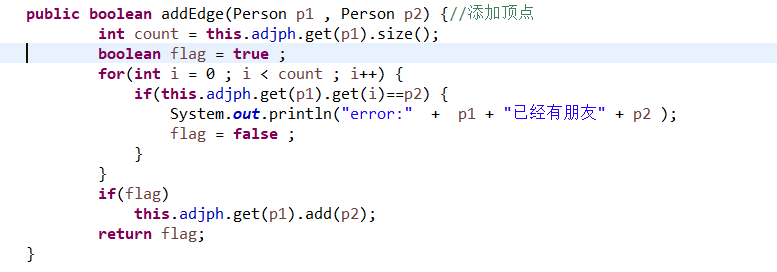 public boolean addEdge(Person p1 , Person p2) {//添加顶点
int count = this.adjph.get(p1).size();
boolean flag = true ;
for(int i = 0 ; i < count ; i++) {
if(this.adjph.get(p1).get(i)==p2) {
System.out.println("error:"  +  p1 + "已经有朋友" + p2 );
flag = false ;
}
}
if(flag)
this.adjph.get(p1).add(p2);
return flag;
}